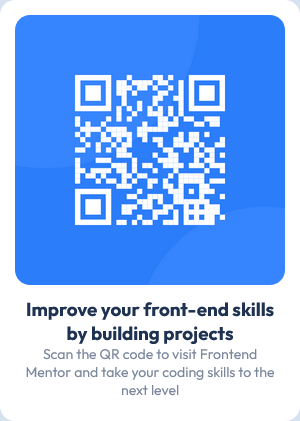 Improve your front-end skills
by building projects
Scan the QR code to visit Frontend
Mentor and take your coding skills to the
next level